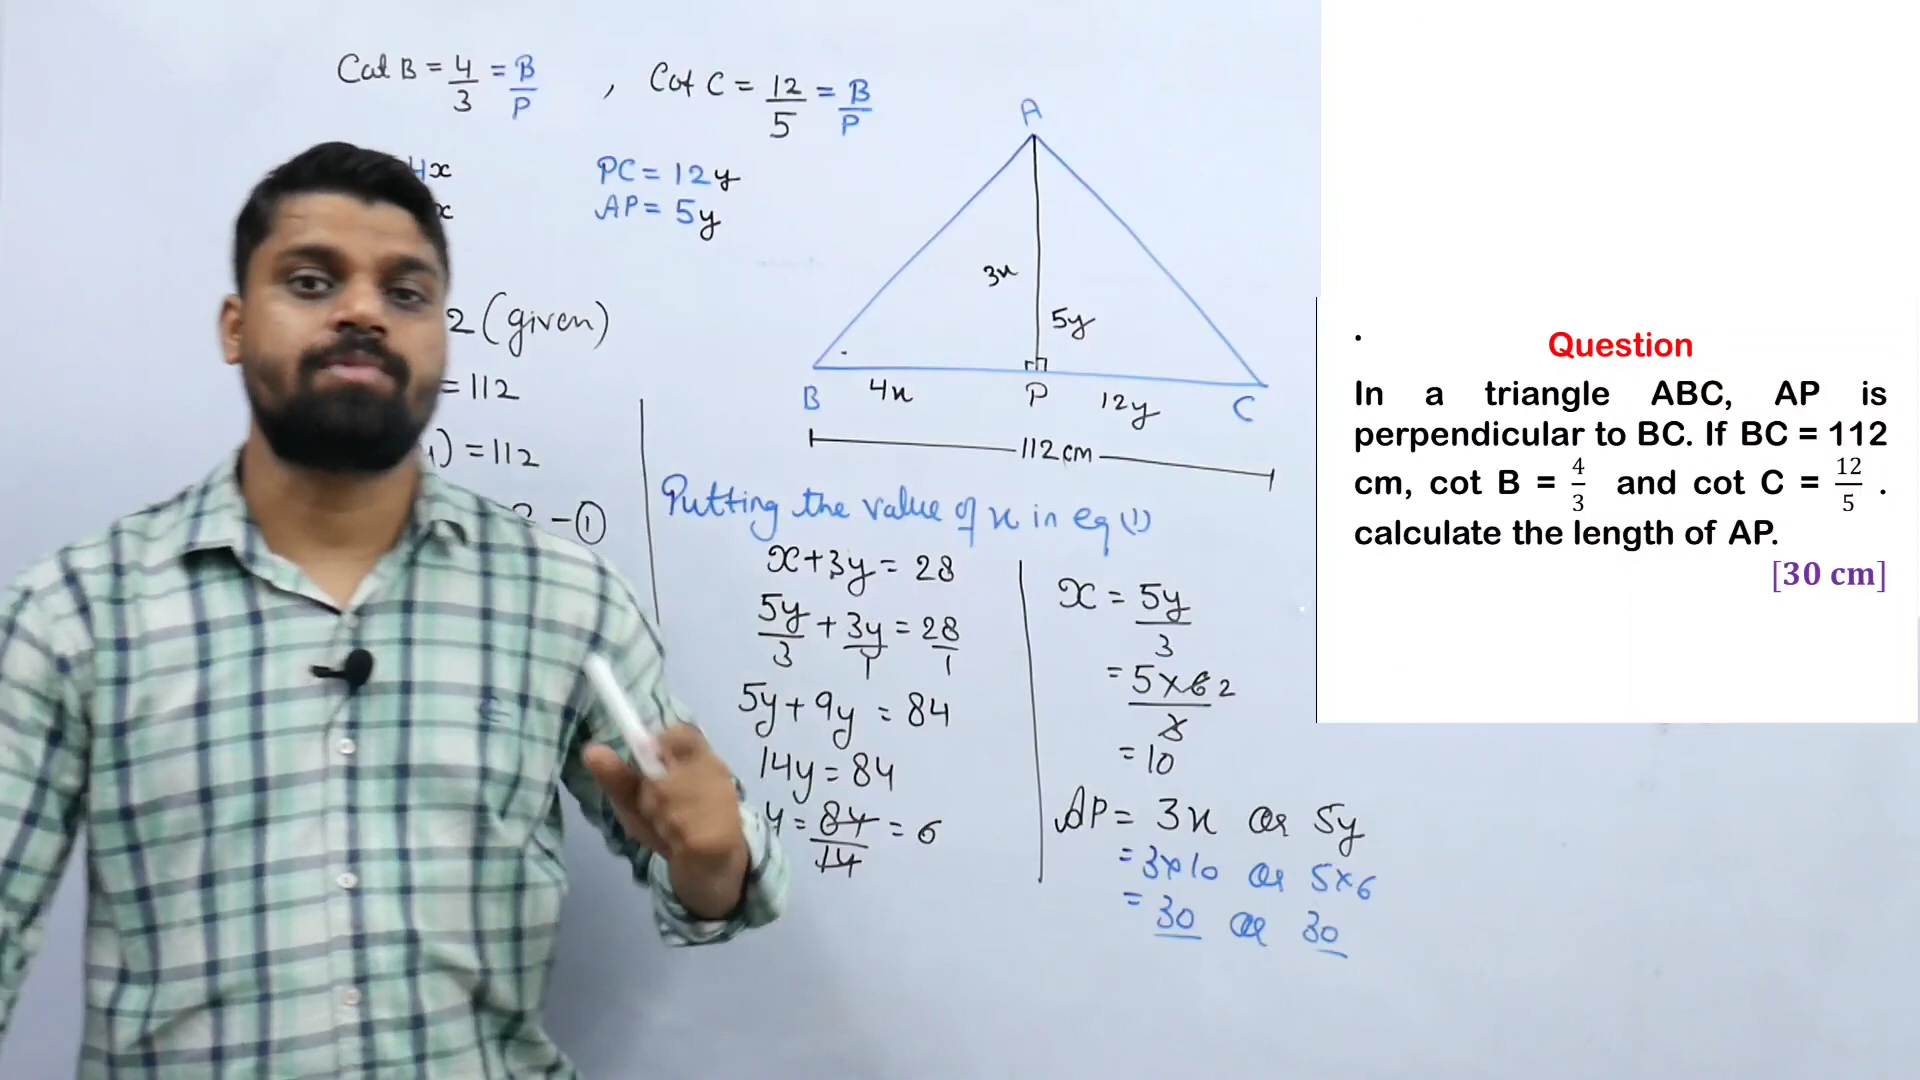 Cot B = 4/3 = B/P , Cot C = 12/5 = B/P
4x
x
PC = 12y
AP = 5y
2 (given)
= 112
) = 112
- ①
A
3x
5y
B 4x P 12y C
112 cm
Putting the value of x in eq (1)
x + 3y = 28
5y/3 + 3y/1 = 28/1
5y + 9y = 84
14y = 84
y = 84/14 = 6
x = 5y/3
= 5×6 2/3
= 10
AP = 3x or 5y
= 3×10 or 5×6
= 30 or 30
.
Question
In a triangle ABC, AP is
perpendicular to BC. If BC = 112
cm, cot B = 4/3 and cot C = 12/5 .
calculate the length of AP.
[30 cm]